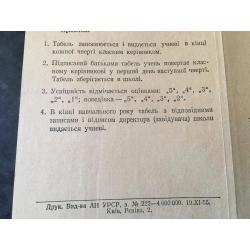 1. Табель заповнюється і видається учневі в кінці
кожної чверті класним керівником.
2. Підписаний батьками табель учень повертає клас-
ному керівникові у перший день наступної чверті.
Табель зберігається в школі.
3. Успішність відмічається оцінками: „5“, „4“, „3“,
„2“, „1“; поведінка — „5“, „4“, „3“, „2“.
4. В кінці навчального року табель з відповідними
записами і підписом директора (завідувача) школи
видається учневі.
Друк. Вид-ва АН УРСР, з. № 222—4 000 000. 19.XI-55.
Київ, Рєпіна, 2.